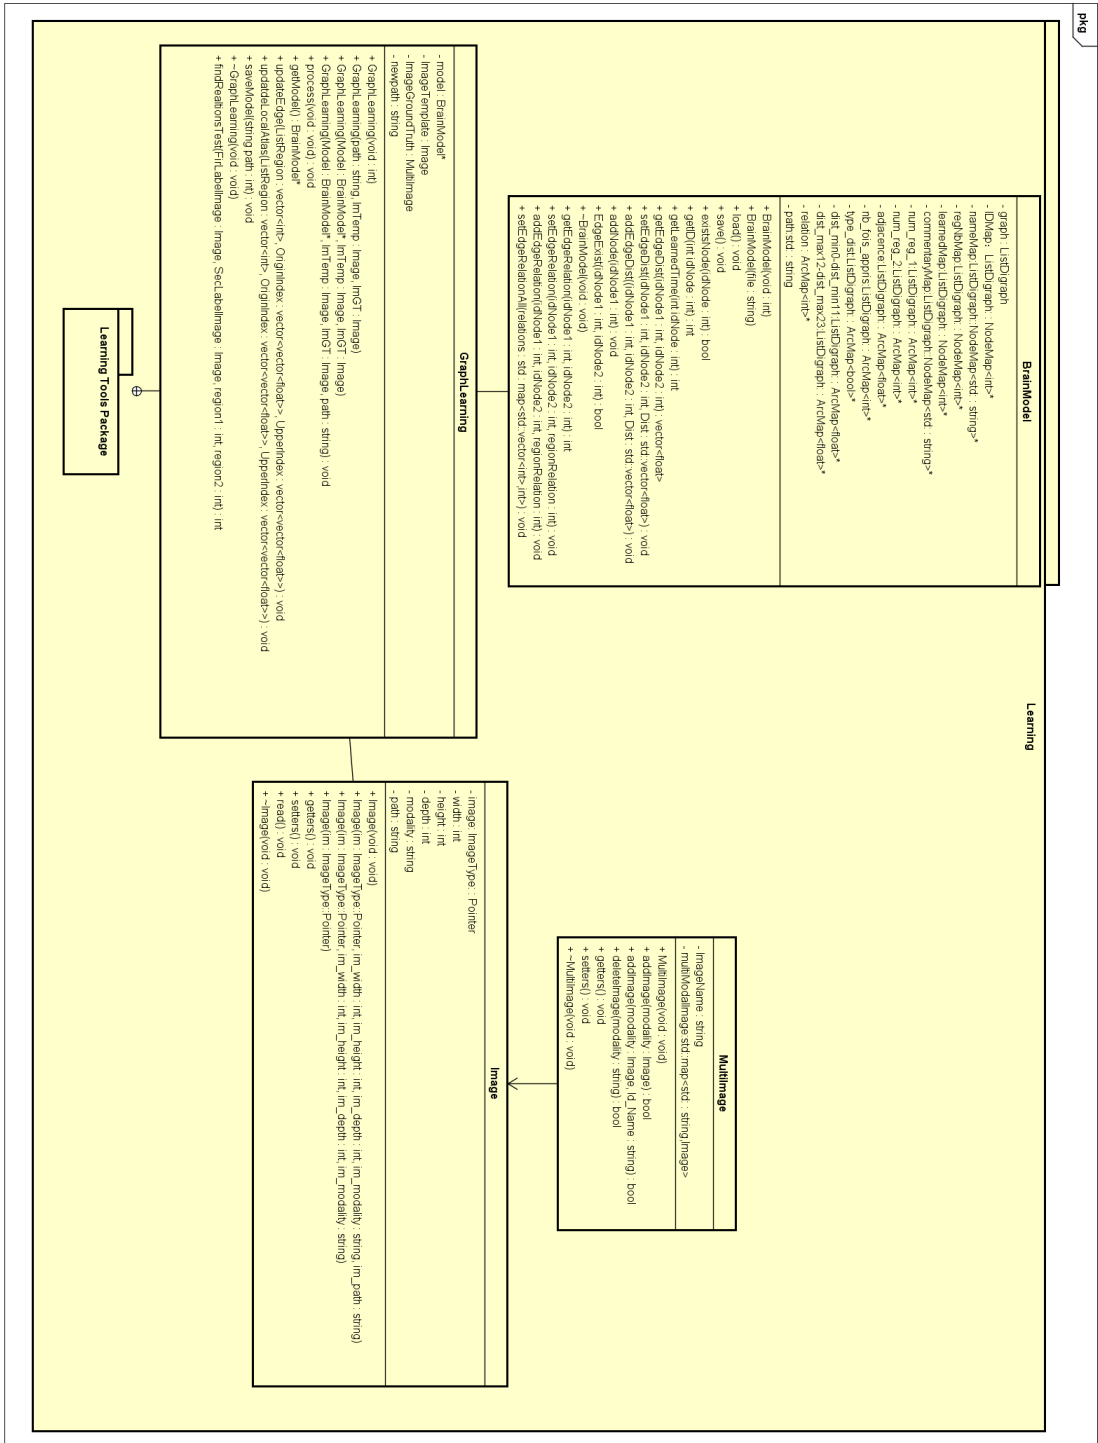 pkg
Learning
BrainModel
- graph : ListDigraph
- IDMap: ListDigraph : : NodeMap<int>*
- nameMap:ListDigraph::NodeMap<std : : string>*
- regNbMap:ListDigraph : : NodeMap<int>*
- learnedMap:ListDigraph : : NodeMap<int>*
- commentaryMap:ListDigraph::NodeMap<std : : string>*
- num_reg_1:ListDigraph : : ArcMap<int>*
- num_reg_2:ListDigraph : : ArcMap<int>*
- adjacence:ListDigraph : : ArcMap<float>*
- nb_fois_appris:ListDigraph : : ArcMap<int>*
- type_dist:ListDigraph : : ArcMap<bool>*
- dist_min0-dist_min11:ListDigraph : : ArcMap<float>*
- dist_max12-dist_max23:ListDigraph : : ArcMap<float>*
- relation : ArcMap<int>*
- path:std : : string
+ BrainModel(void : int)
+ BrainModel(file : string)
+ load() : void
+ save() : void
+ existsNode(idNode : int) : bool
+ getID(int idNode : int) : int
+ getLearnedTime(int idNode : int) : int
+ getEdgeDist(idNode1 : int, idNode2 : int) : vector<float>
+ setEdgeDist(idNode1 : int, idNode2 : int, Dist : std::vector<float>) : void
+ addEdgeDist((idNode1 : int, idNode2 : int, Dist : std::vector<float>) : void
+ addNode(idNode1 : int) : void
+ EdgeExist(idNode1 : int, idNode2 : int) : bool
+ ~BrainModel(void : void)
+ getEdgeRelation(idNode1 : int, idNode2 : int) : int
+ setEdgeRelation(idNode1 : int, idNode2 : int, regionRelation : int) : void
+ addEdgeRelation(idNode1 : int, idNode2 : int, regionRelation : int) : void
+ setEdgeRelationAll(relations : std : map<std::vector<int>,int>) : void
GraphLearning
- model : BrainModel*
- ImageTemplate : Image
- ImageGroundTruth : MultiImage
- newpath : string
+ GraphLearning(void : int)
+ GraphLearning(path : string, ImTemp : Image, ImGT : Image)
+ GraphLearning(Model : BrainModel*, ImTemp : Image, ImGT : Image)
+ GraphLearning(Model : BrainModel*, ImTemp : Image, ImGT : Image, path : string) : void
+ process(void : void) : void
+ getModel() : BrainModel*
+ updateEdge(ListRegion : vector<int>, OriginIndex : vector<vector<float>>, UpperIndex : vector<vector<float>>) : void
+ updatdeLocalAtlas(ListRegion : vector<int>, OriginIndex : vector<vector<float>>, UpperIndex : vector<vector<float>>) : void
+ saveModel(string path : int) : void
+ ~GraphLearning(void : void)
+ findRealtionsTest(FirLabelImage : Image, SecLabelImage : Image, region1 : int, region2 : int) : int
Learning Tools Package
MultiImage
- ImageName : string
- multiModalImage std::map<std : : string,Image>
+ MultiImage(void : void)
+ addImage(modality : Image) : bool
+ addImage(modality : Image, Id_Name : string) : bool
+ deleteImage(modality : string) : bool
+ getters() : void
+ setters() : void
+ ~MultiImage(void : void)
Image
- image: ImageType: : Pointer
- width : int
- height : int
- depth : int
- modality : string
- path : string
+ Image(void : void)
+ Image(im : ImageType::Pointer, im_width : int, im_height : int, im_depth : int, im_modality : string, im_path : string)
+ Image(im : ImageType::Pointer, im_width : int, im_height : int, im_depth : int, im_modality : string)
+ Image(im : ImageType::Pointer)
+ getters() : void
+ setters() : void
+ read() : void
+ ~Image(void : void)